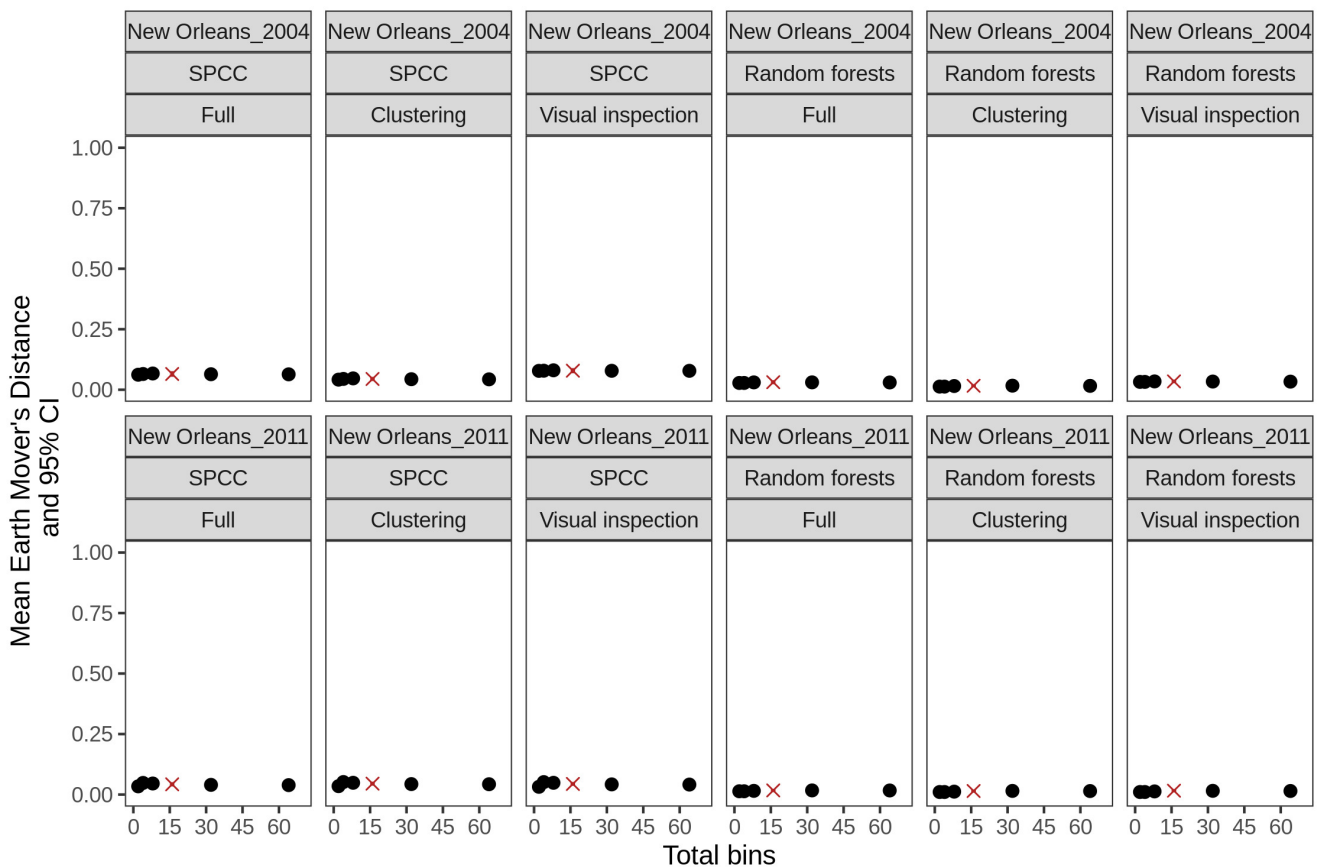 New Orleans_2004 New Orleans_2004 New Orleans_2004 New Orleans_2004 New Orleans_2004 New Orleans_2004
SPCC SPCC SPCC Random forests Random forests Random forests
Full Clustering Visual inspection Full Clustering Visual inspection
1.00
0.75
0.50
0.25
0.00
Mean Earth Mover's Distance
and 95% CI
New Orleans_2011 New Orleans_2011 New Orleans_2011 New Orleans_2011 New Orleans_2011 New Orleans_2011
SPCC SPCC SPCC Random forests Random forests Random forests
Full Clustering Visual inspection Full Clustering Visual inspection
1.00
0.75
0.50
0.25
0.00
0 15 30 45 60 0 15 30 45 60 0 15 30 45 60 0 15 30 45 60 0 15 30 45 60 0 15 30 45 60
Total bins